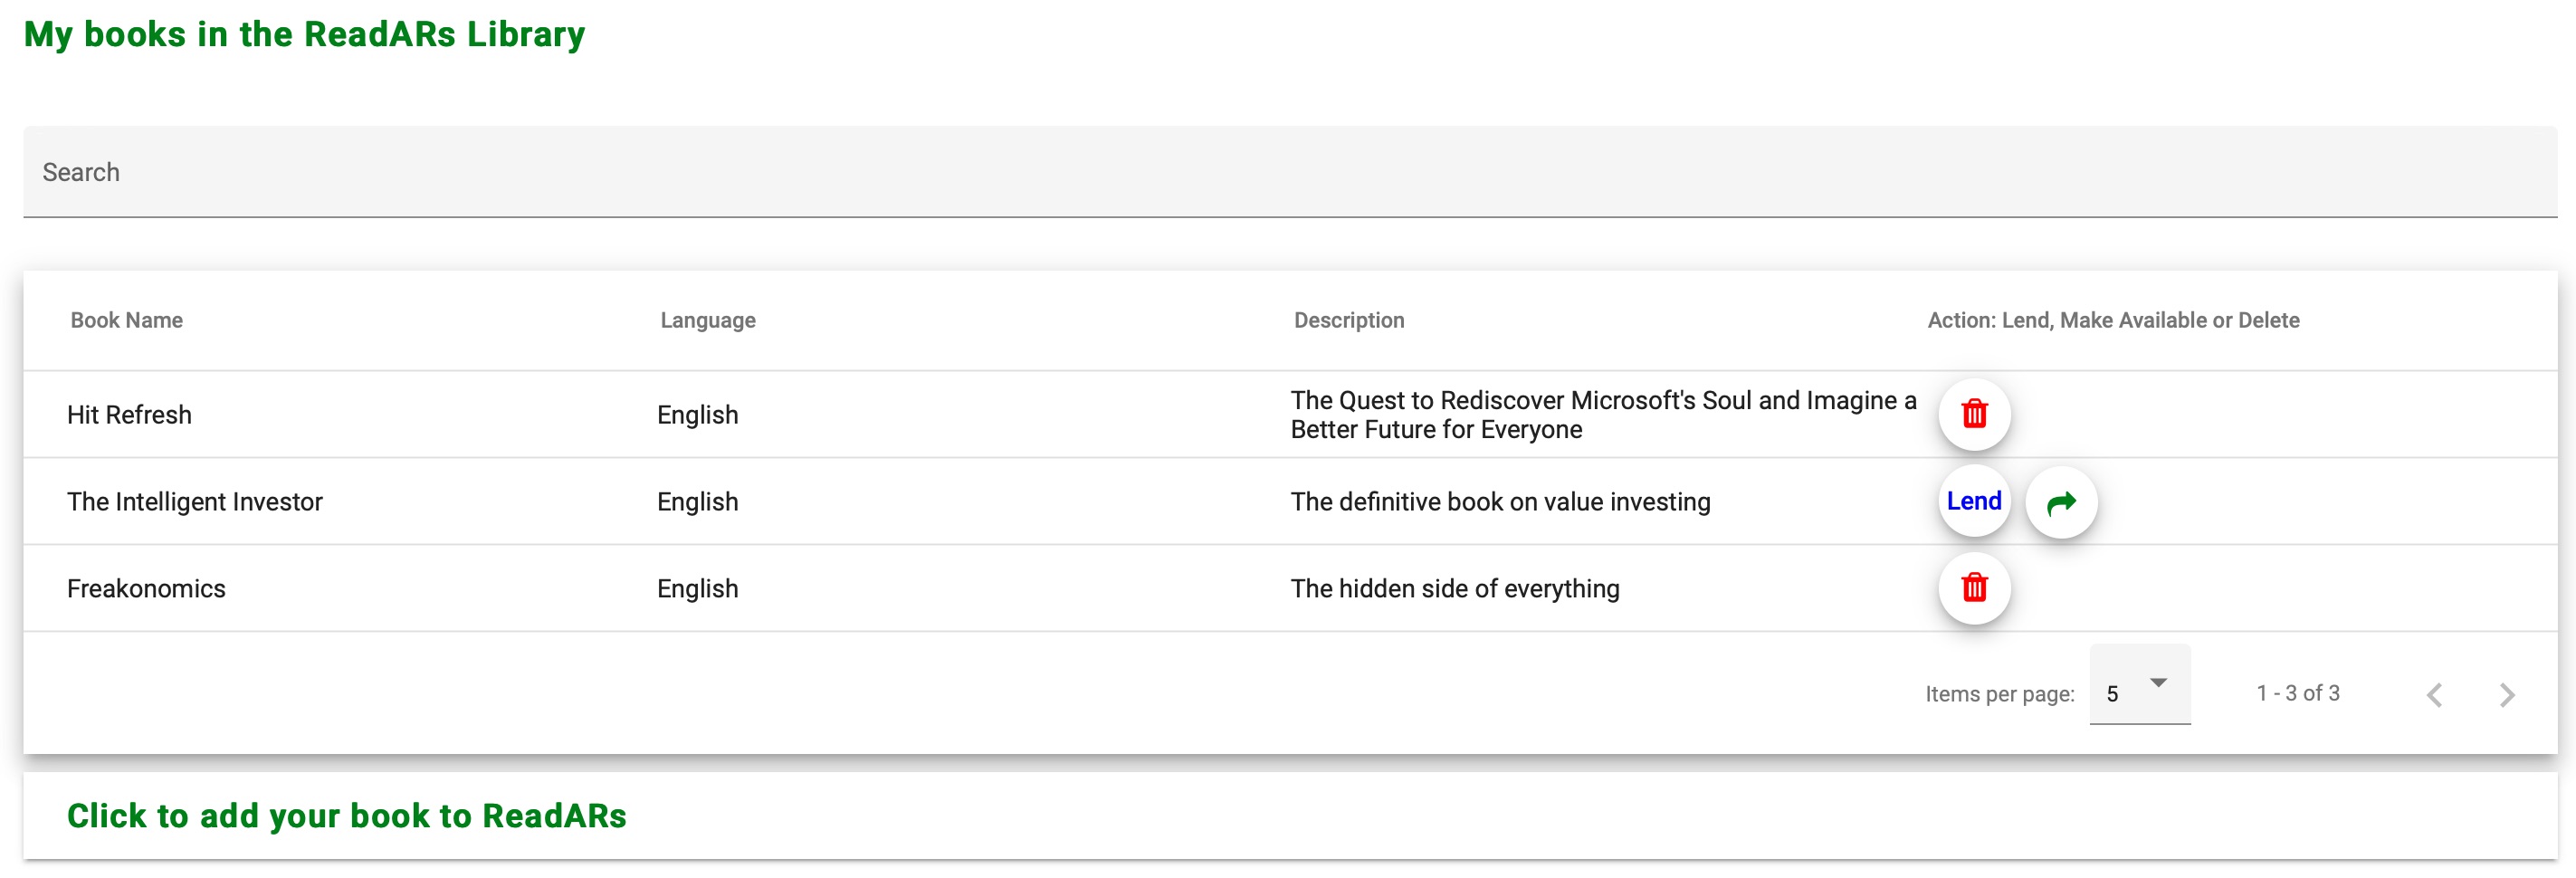 My books in the ReadARs Library
Search
Book Name Language Description Action: Lend, Make Available or Delete
Hit Refresh English The Quest to Rediscover Microsoft's Soul and Imagine a
Better Future for Everyone
The Intelligent Investor English The definitive book on value investing Lend
Freakonomics English The hidden side of everything
Items per page: 5 1 - 3 of 3
Click to add your book to ReadARs